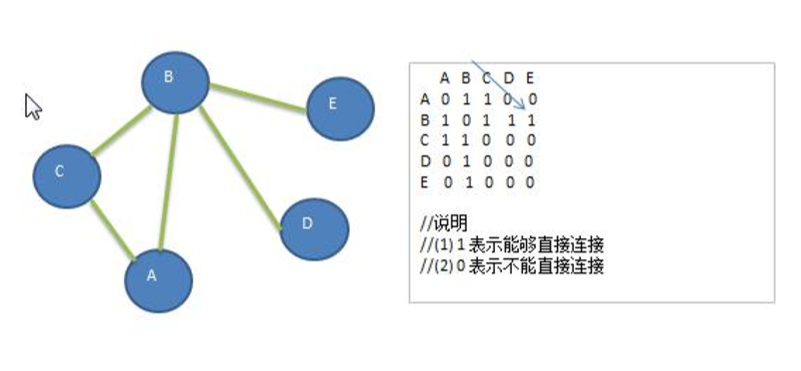 B
E
C
D
A
A B C D E
A 0 1 1 0 0
B 1 0 1 1 1
C 1 1 0 0 0
D 0 1 0 0 0
E 0 1 0 0 0
//说明
//(1) 1 表示能够直接连接
//(2) 0 表示不能直接连接